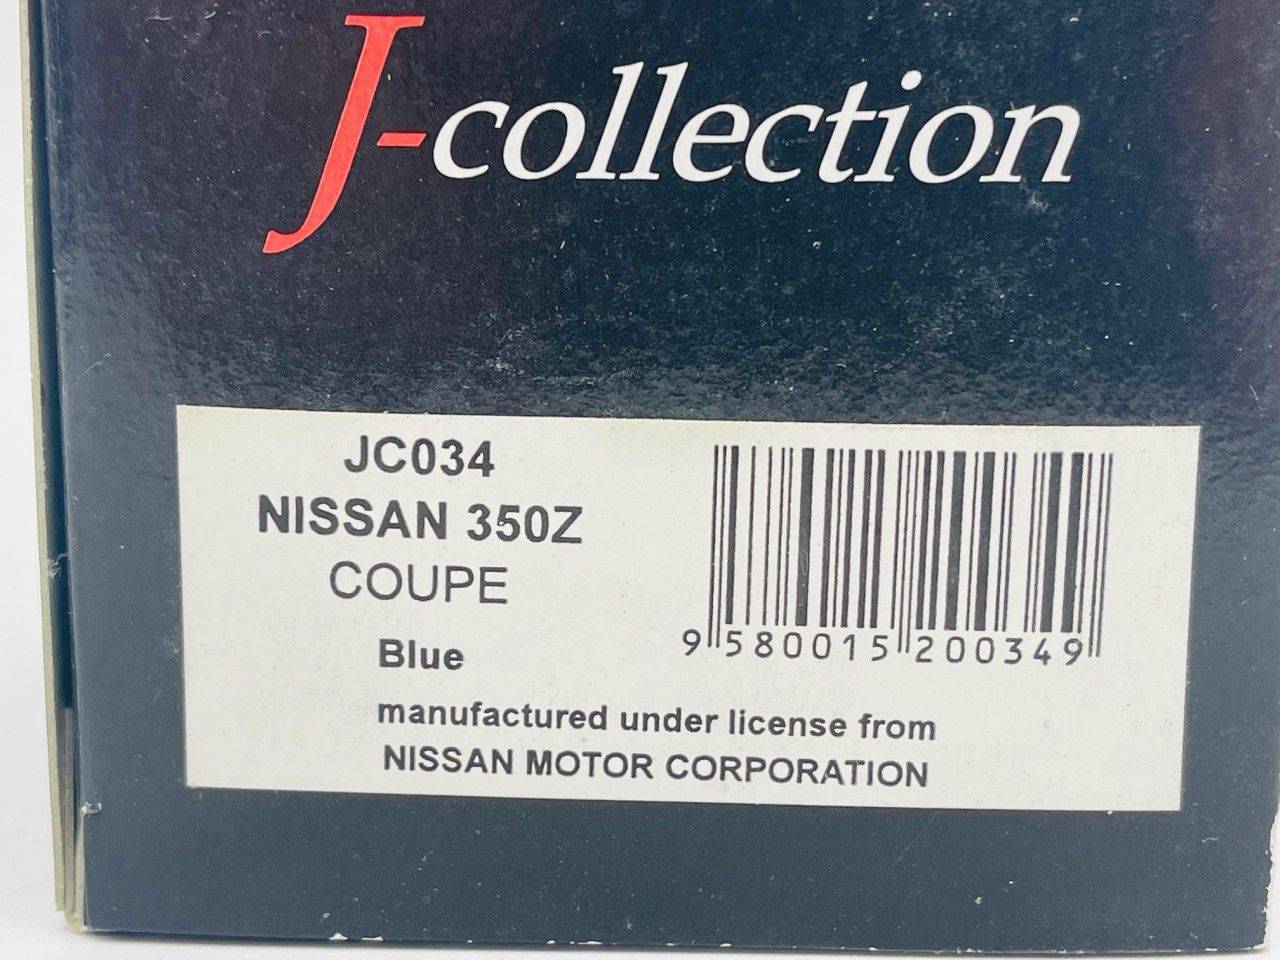 J-collection
JC034
NISSAN 350Z
COUPE
Blue
9 580015 200349
manufactured under license from
NISSAN MOTOR CORPORATION